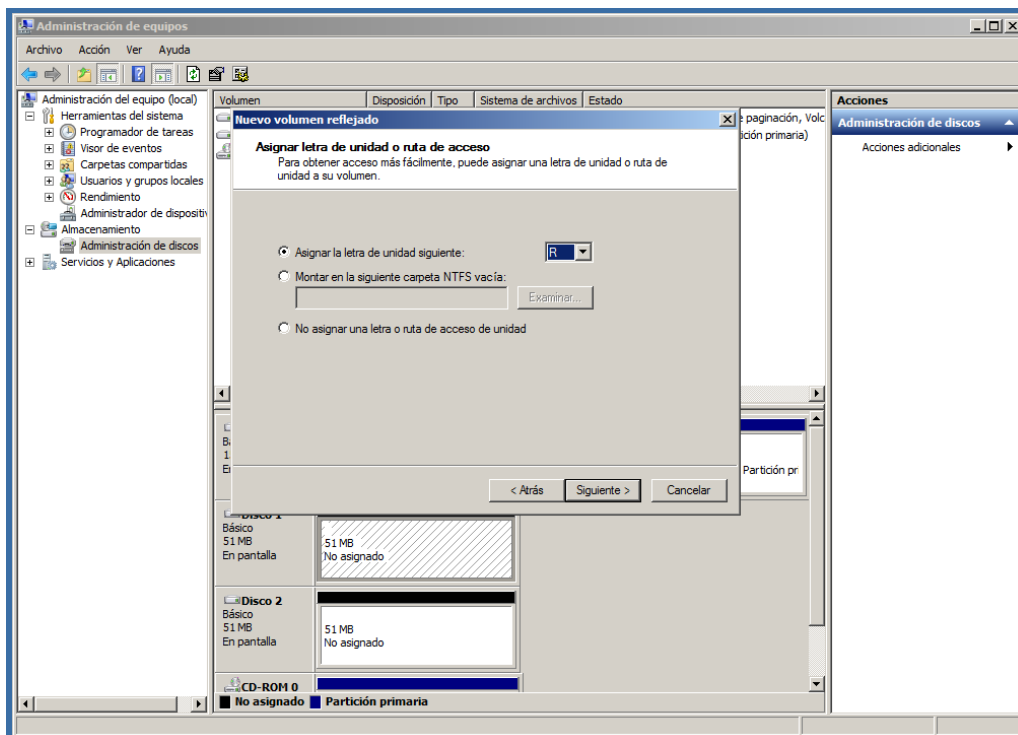 Administración de equipos
Archivo Acción Ver Ayuda
Administración del equipo (local)
Herramientas del sistema
Programador de tareas
Visor de eventos
Carpetas compartidas
Usuarios y grupos locales
Rendimiento
Administrador de dispositiv
Almacenamiento
Administración de discos
Servicios y Aplicaciones
Volumen Disposición Tipo Sistema de archivos Estado
paginación, Volc
ición primaria)
Nuevo volumen reflejado
Asignar letra de unidad o ruta de acceso
Para obtener acceso más fácilmente, puede asignar una letra de unidad o ruta de
unidad a su volumen.
Asignar la letra de unidad siguiente: R
Montar en la siguiente carpeta NTFS vacía:
Examinar...
No asignar una letra o ruta de acceso de unidad
< Atrás Siguiente > Cancelar
Partición pr
Disco 1
Básico
51 MB
En pantalla
51 MB
No asignado
Disco 2
Básico
51 MB
En pantalla
51 MB
No asignado
CD-ROM 0
No asignado Partición primaria
Acciones
Administración de discos
Acciones adicionales